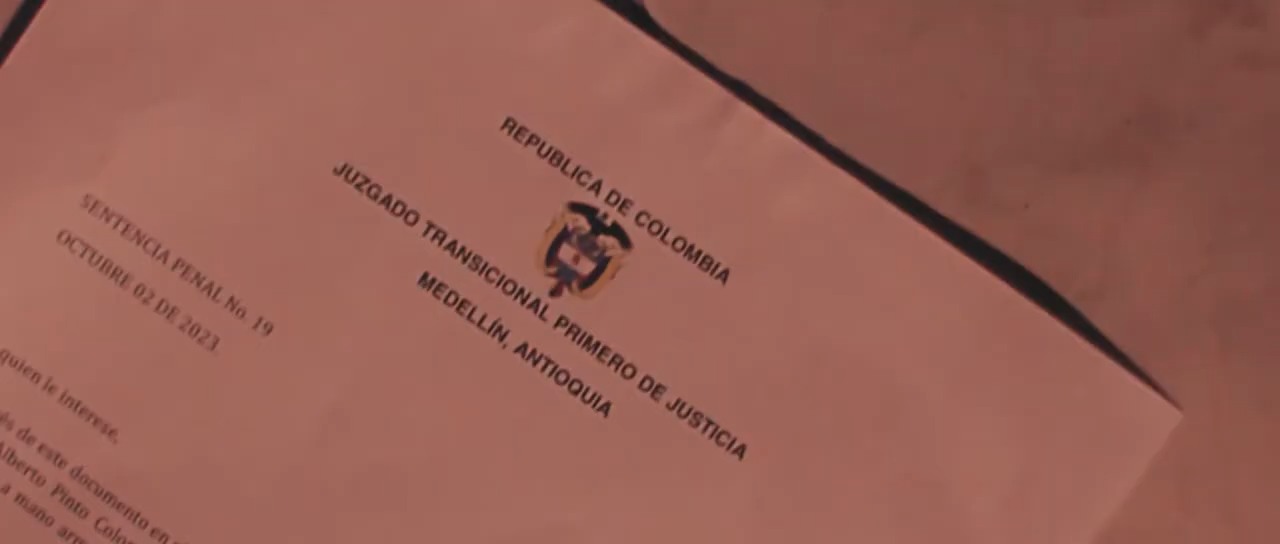 REPUBLICA DE COLOMBIA
JUZGADO TRANSICIONAL PRIMERO DE JUSTICIA
MEDELLÍN, ANTIOQUIA
SENTENCIA PENAL No. 19
OCTUBRE 02 DE 2023
quien le interese,
de este documento en
Alberto Pinto
a mano